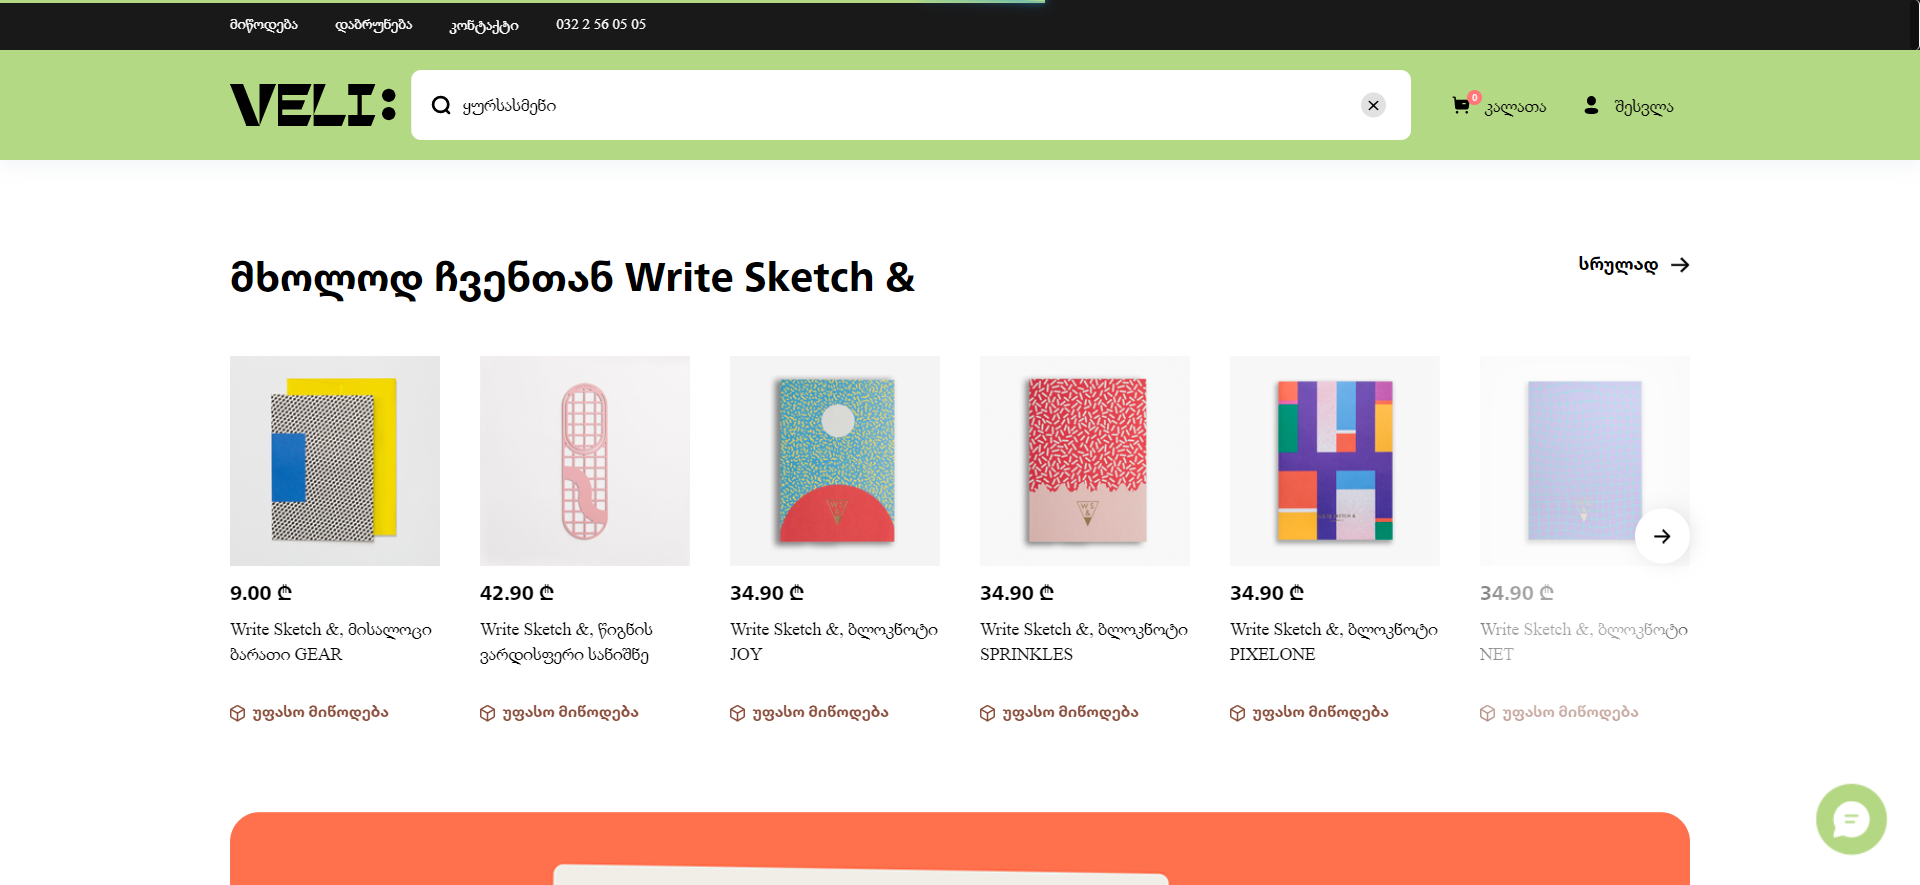 მიწოდება დაბრუნება კონტაქტი 032 2 56 05 05
VELI:
ყურსასმენი
0 კალათა
შესვლა
მხოლოდ ჩვენთან Write Sketch &
სრულად
9.00 ₾
Write Sketch &, მისალოცი
ბარათი GEAR
უფასო მიწოდება
42.90 ₾
Write Sketch &, წიგნის
ვარდისფერი სანიშნე
უფასო მიწოდება
34.90 ₾
Write Sketch &, ბლოკნოტი
JOY
უფასო მიწოდება
34.90 ₾
Write Sketch &, ბლოკნოტი
SPRINKLES
უფასო მიწოდება
34.90 ₾
Write Sketch &, ბლოკნოტი
PIXELONE
უფასო მიწოდება
34.90 ₾
Write Sketch &, ბლოკნოტი
NET
უფასო მიწოდება